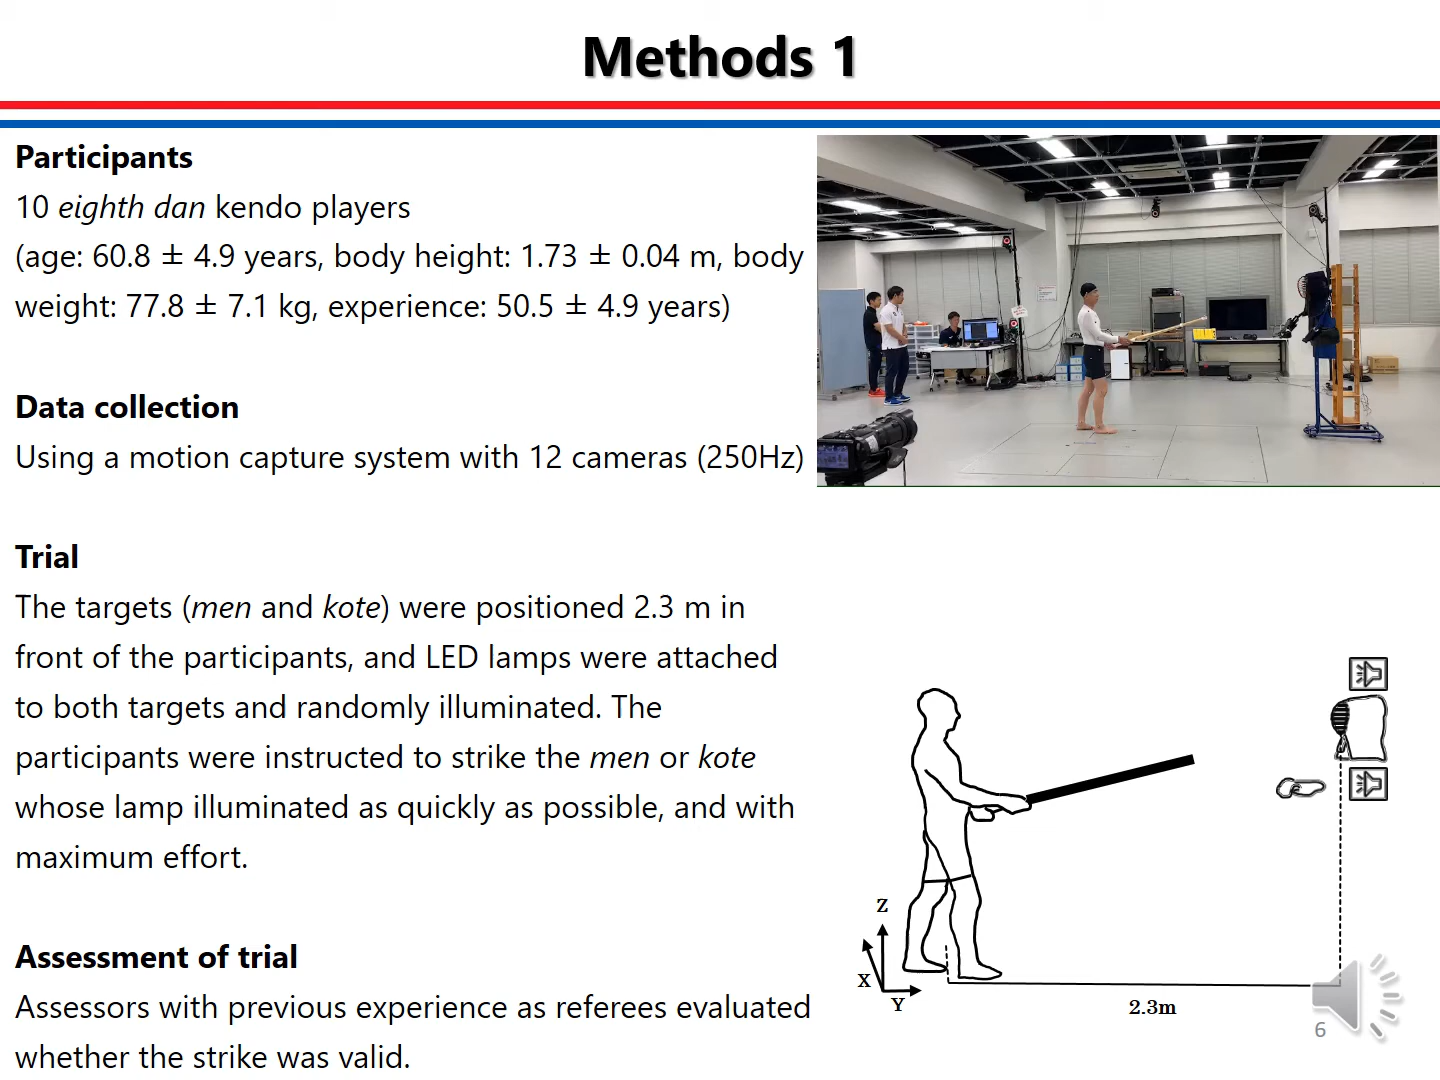 Methods 1
Participants
10 eighth dan kendo players
(age: 60.8 ± 4.9 years, body height: 1.73 ± 0.04 m, body
weight: 77.8 ± 7.1 kg, experience: 50.5 ± 4.9 years)
Data collection
Using a motion capture system with 12 cameras (250Hz)
Trial
The targets (men and kote) were positioned 2.3 m in
front of the participants, and LED lamps were attached
to both targets and randomly illuminated. The
participants were instructed to strike the men or kote
whose lamp illuminated as quickly as possible, and with
maximum effort.
Assessment of trial
Assessors with previous experience as referees evaluated
whether the strike was valid.
Z
X
Y
2.3m
6